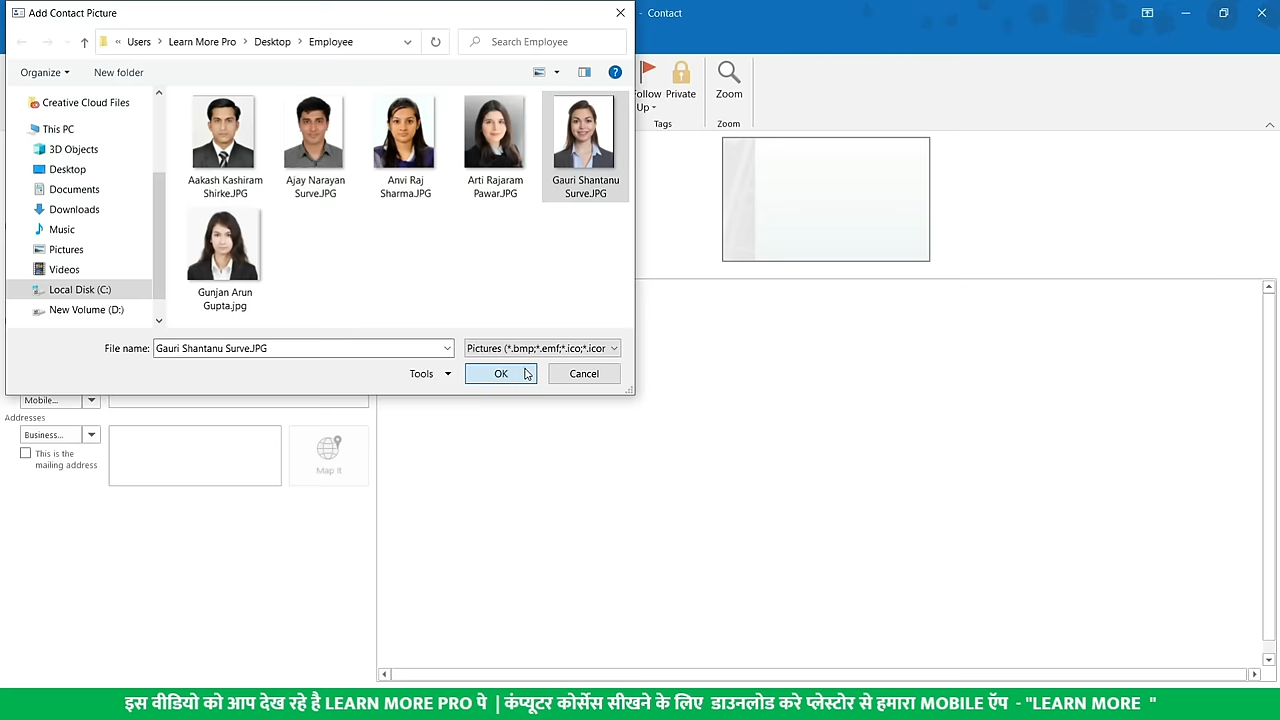 Add Contact Picture
- Contact
« Users > Learn More Pro > Desktop > Employee
Search Employee
Organize
New folder
Creative Cloud Files
This PC
3D Objects
Desktop
Documents
Downloads
Music
Pictures
Videos
Local Disk (C:)
New Volume (D:)
Aakash Kashiram
Shirke.JPG
Ajay Narayan
Surve.JPG
Anvi Raj
Sharma.JPG
Arti Rajaram
Pawar.JPG
Gauri Shantanu
Surve.JPG
Gunjan Arun
Gupta.jpg
File name:
Gauri Shantanu Surve.JPG
Pictures (*.bmp;*.emf;*.ico;*.icor
Tools
OK
Cancel
ollow
Up
Private
Zoom
Tags
Zoom
Mobile...
Addresses
Business...
This is the
mailing address
Map It
इस वीडियो को आप देख रहे है LEARN MORE PRO पे | कंप्यूटर कोर्सेस सीखने के लिए डाउनलोड करे प्लेस्टोर से हमारा MOBILE ऍप - "LEARN MORE "